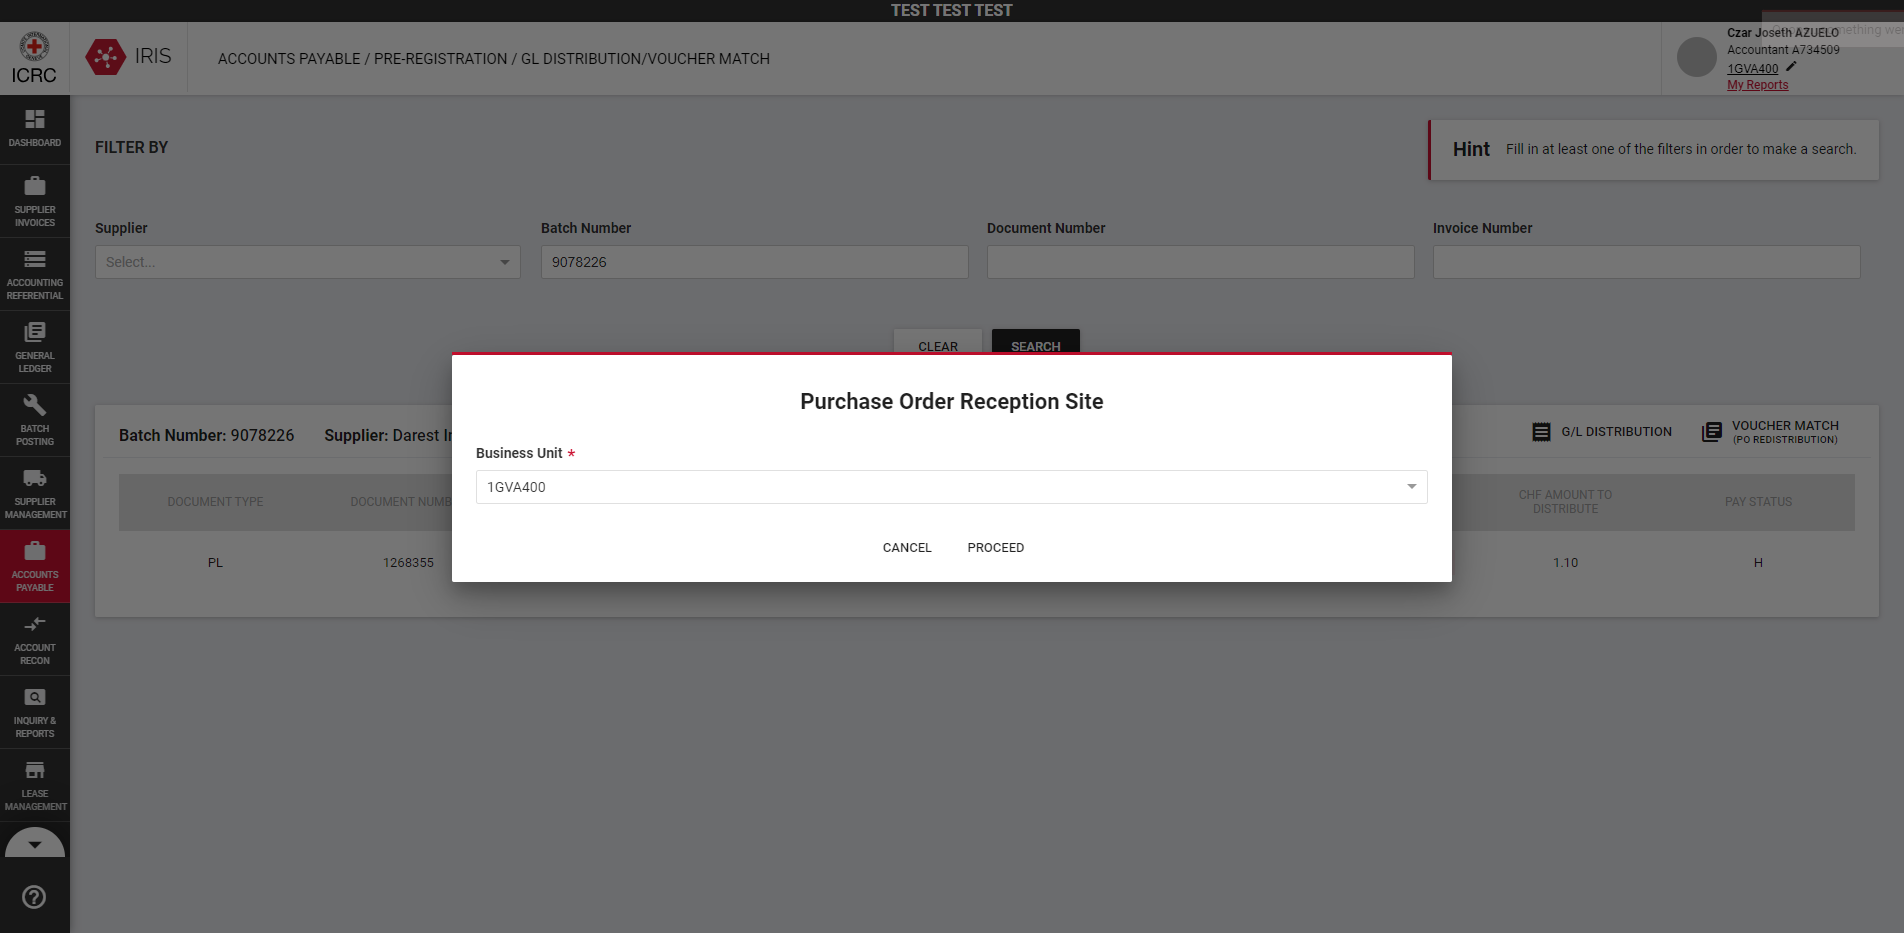 TEST TEST TEST
ICRC
IRIS
ACCOUNTS PAYABLE / PRE-REGISTRATION / GL DISTRIBUTION/VOUCHER MATCH
Czar Joseth AZUELO
Accountant A734509
1GVA400
My Reports
DASHBOARD
SUPPLIER
INVOICES
ACCOUNTING
REFERENTIAL
GENERAL
LEDGER
BATCH
POSTING
SUPPLIER
MANAGEMENT
ACCOUNTS
PAYABLE
ACCOUNT
RECON
INQUIRY &
REPORTS
LEASE
MANAGEMENT
FILTER BY
Hint Fill in at least one of the filters in order to make a search.
Supplier Batch Number Document Number Invoice Number
Select... 9078226
CLEAR SEARCH
Purchase Order Reception Site
Business Unit *
1GVA400
CANCEL PROCEED
Batch Number: 9078226 Supplier: Darest
G/L DISTRIBUTION
VOUCHER MATCH
(PO REDISTRIBUTION)
DOCUMENT TYPE DOCUMENT CHF AMOUNT TO PAY STATUS
DISTRIBUTE
PL 1268355 1.10 H